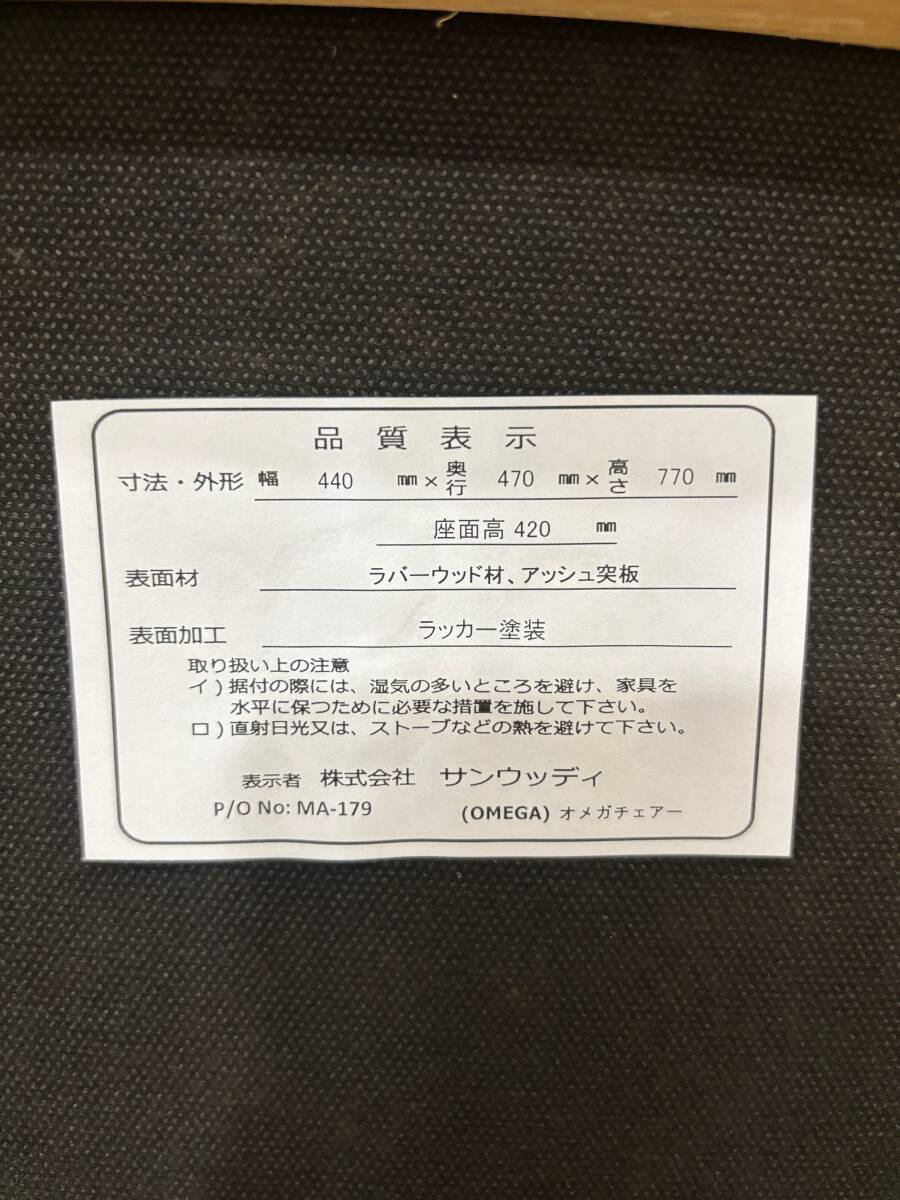 品質表示
寸法・外形 幅 440 ㎜×奥行 470 ㎜×高さ 770 ㎜
座面高 420 ㎜
表面材 ラバーウッド材、アッシュ突板
表面加工 ラッカー塗装
取り扱い上の注意
イ）据付の際には、湿気の多いところを避け、家具を
水平に保つために必要な措置を施して下さい。
ロ）直射日光又は、ストーブなどの熱を避けて下さい。
表示者 株式会社 サンウッディ
P/O No: MA-179 (OMEGA) オメガチェアー